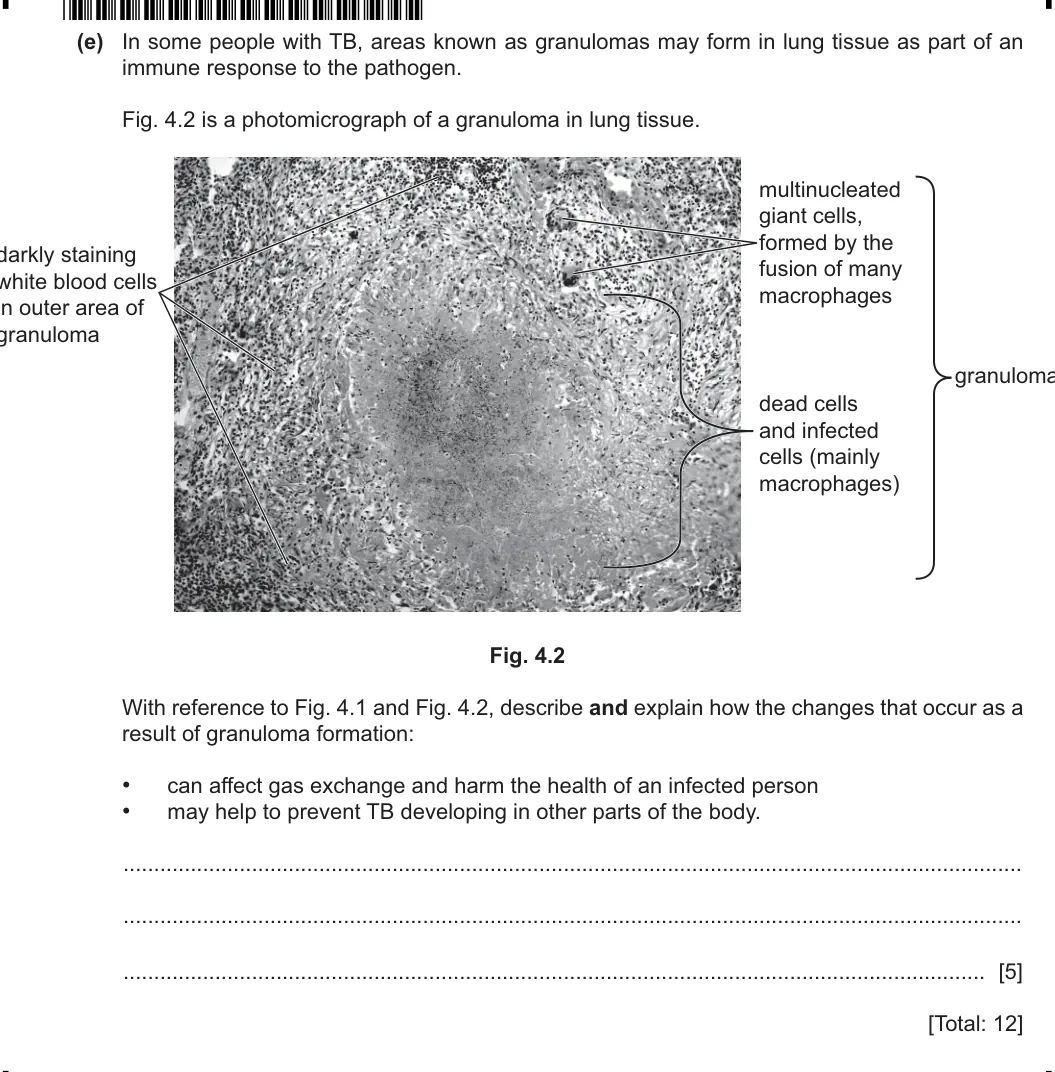 (e) In some people with TB, areas known as granulomas may form in lung tissue as part of an
immune response to the pathogen.
Fig. 4.2 is a photomicrograph of a granuloma in lung tissue.
darkly staining
white blood cells
n outer area of
granuloma
multinucleated
giant cells,
formed by the
fusion of many
macrophages
dead cells
and infected
cells (mainly
macrophages)
granuloma
Fig. 4.2
With reference to Fig. 4.1 and Fig. 4.2, describe and explain how the changes that occur as a
result of granuloma formation:
• can affect gas exchange and harm the health of an infected person
• may help to prevent TB developing in other parts of the body.
[5]
[Total: 12]